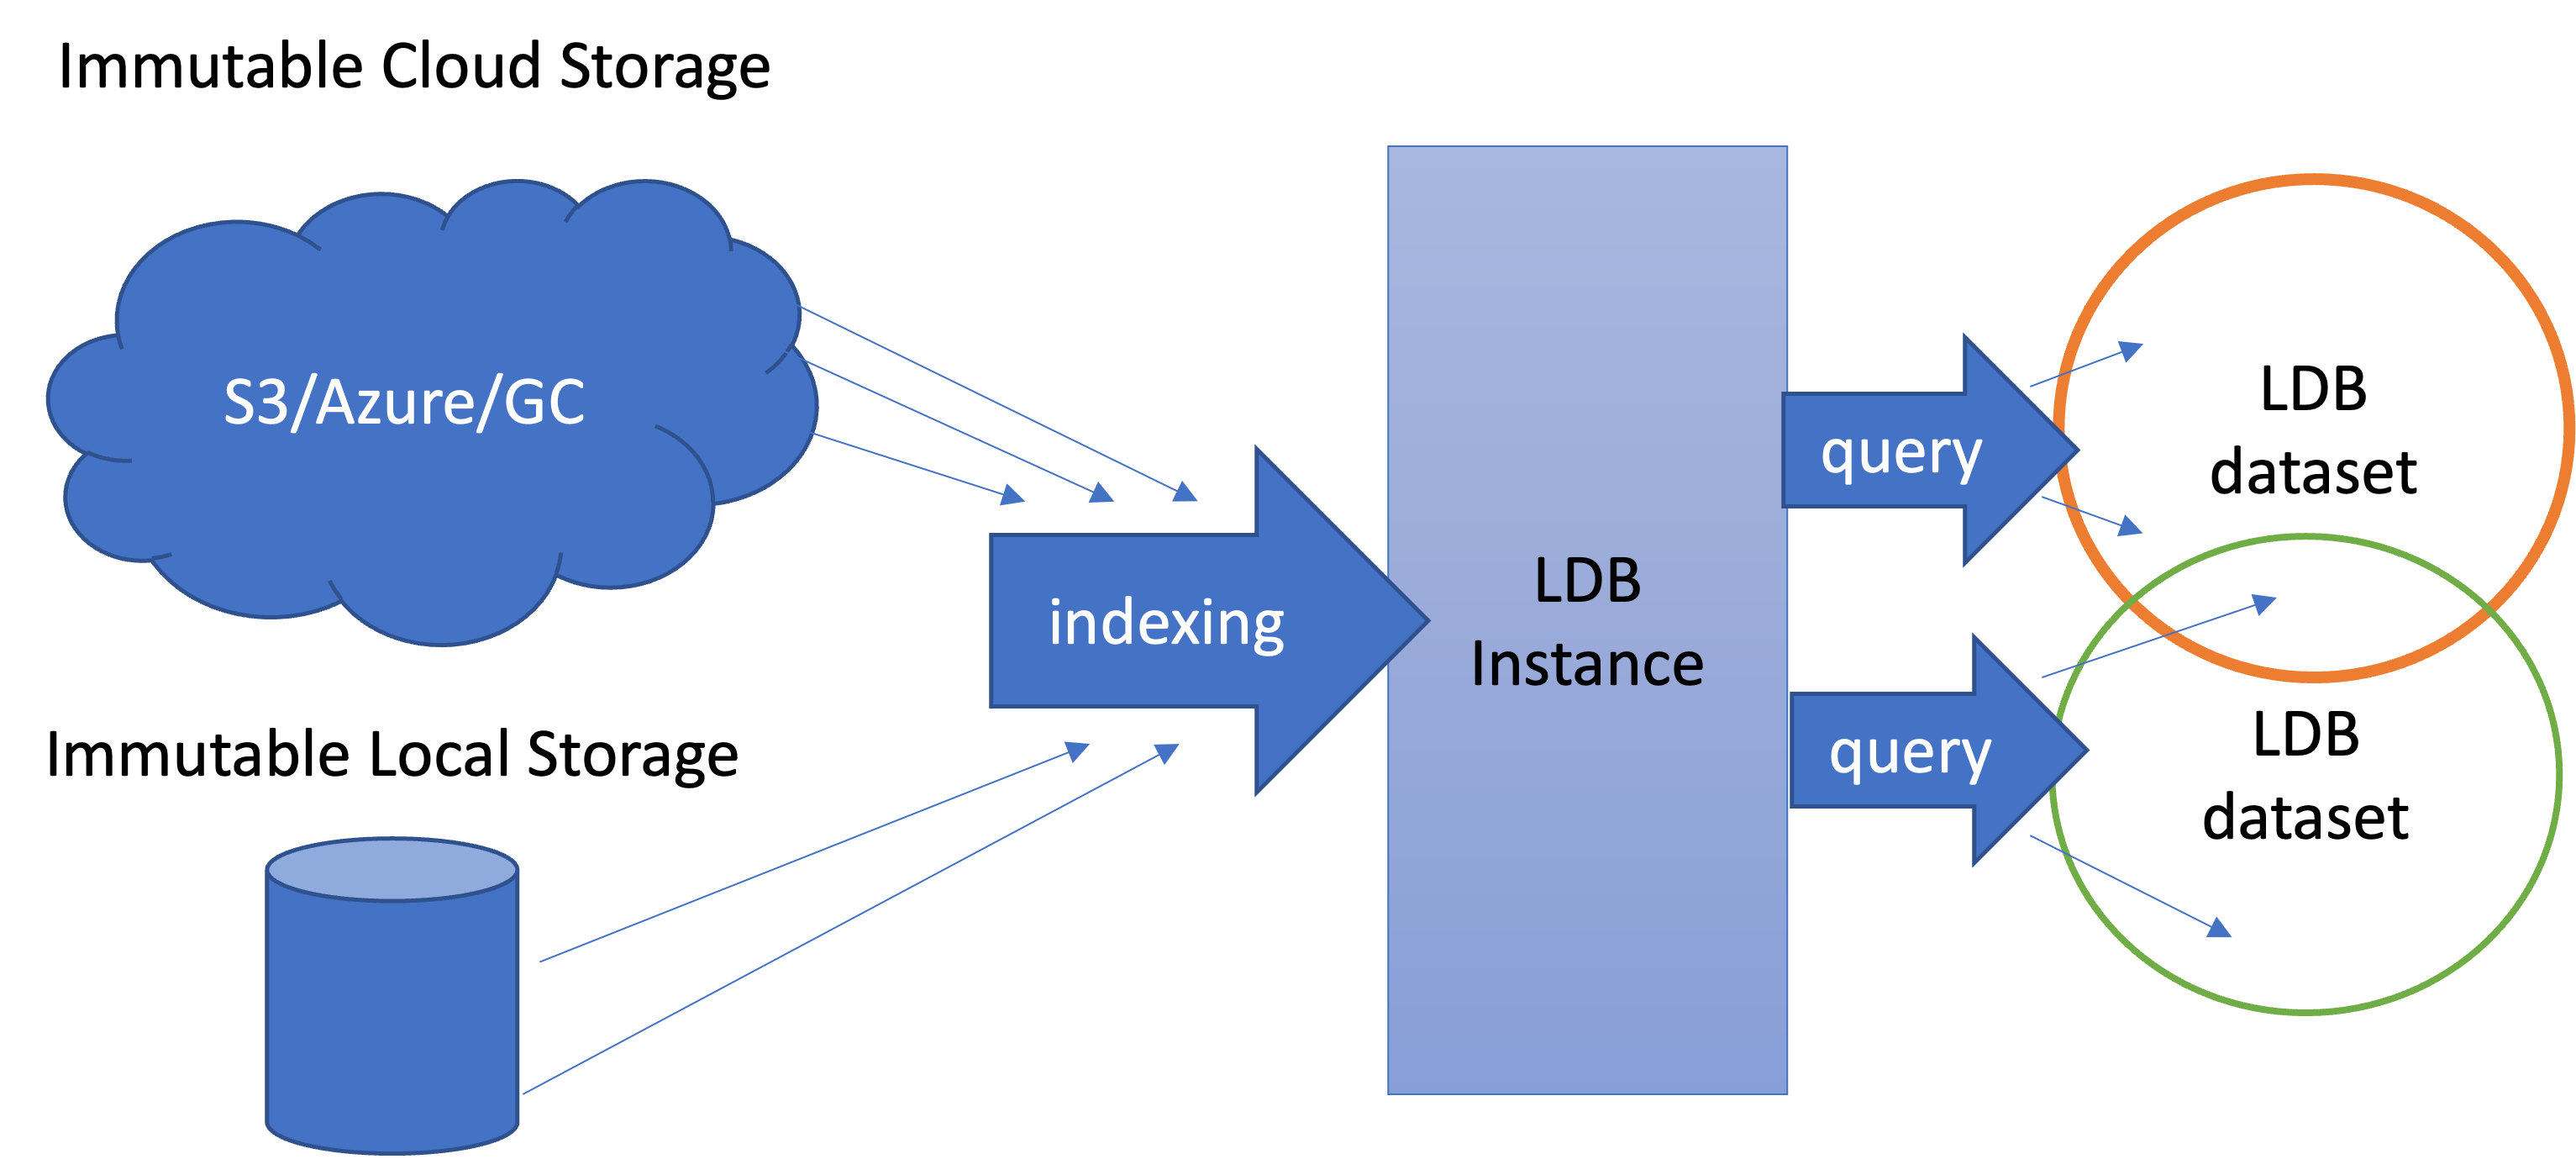 Immutable Cloud Storage
S3/Azure/GC
Immutable Local Storage
indexing
LDB
Instance
query
query
LDB
dataset
LDB
dataset